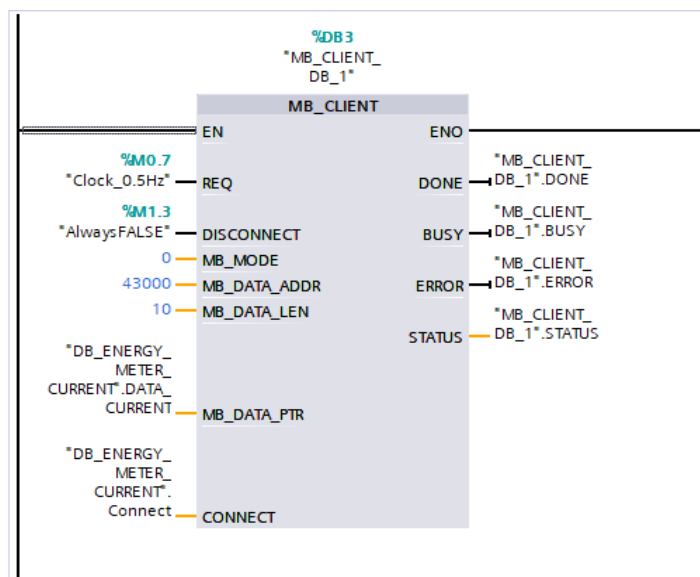 %DB3
"MB_CLIENT_
DB_1"
MB_CLIENT
EN
ENO
%M0.7
"Clock_0.5Hz"
REQ
DONE
"MB_CLIENT_
DB_1".DONE
%M1.3
"AlwaysFALSE"
DISCONNECT
BUSY
"MB_CLIENT_
DB_1".BUSY
0
MB_MODE
43000
MB_DATA_ADDR
ERROR
"MB_CLIENT_
DB_1".ERROR
10
MB_DATA_LEN
STATUS
"MB_CLIENT_
DB_1".STATUS
"DB_ENERGY_
METER_
CURRENT".DATA_
CURRENT
MB_DATA_PTR
"DB_ENERGY_
METER_
CURRENT".
Connect
CONNECT